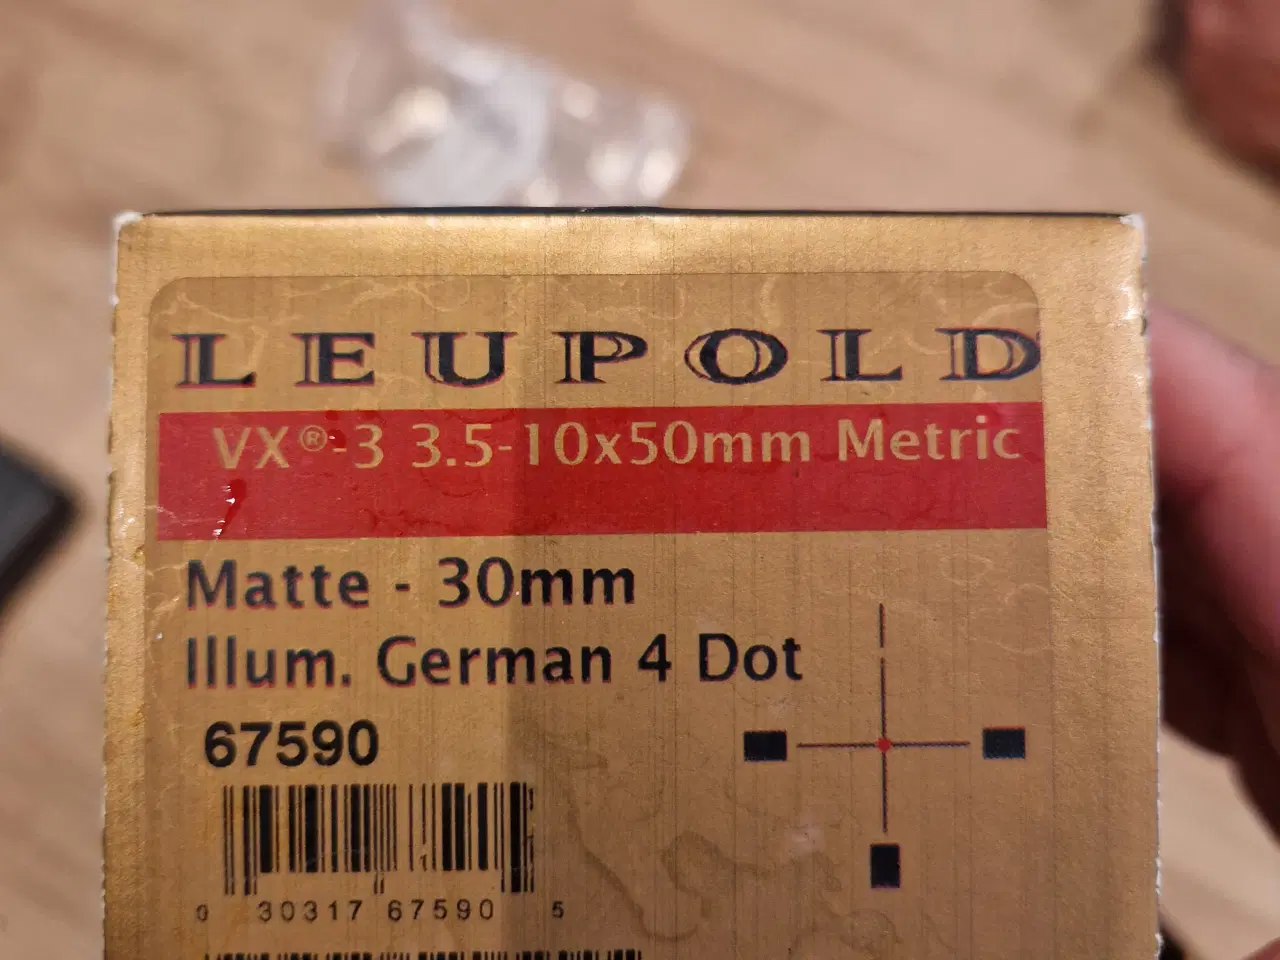 LEUPOLD
VX®-3 3.5-10x50mm Metric
Matte - 30mm
Illum. German 4 Dot
67590
0 30317 67590 5